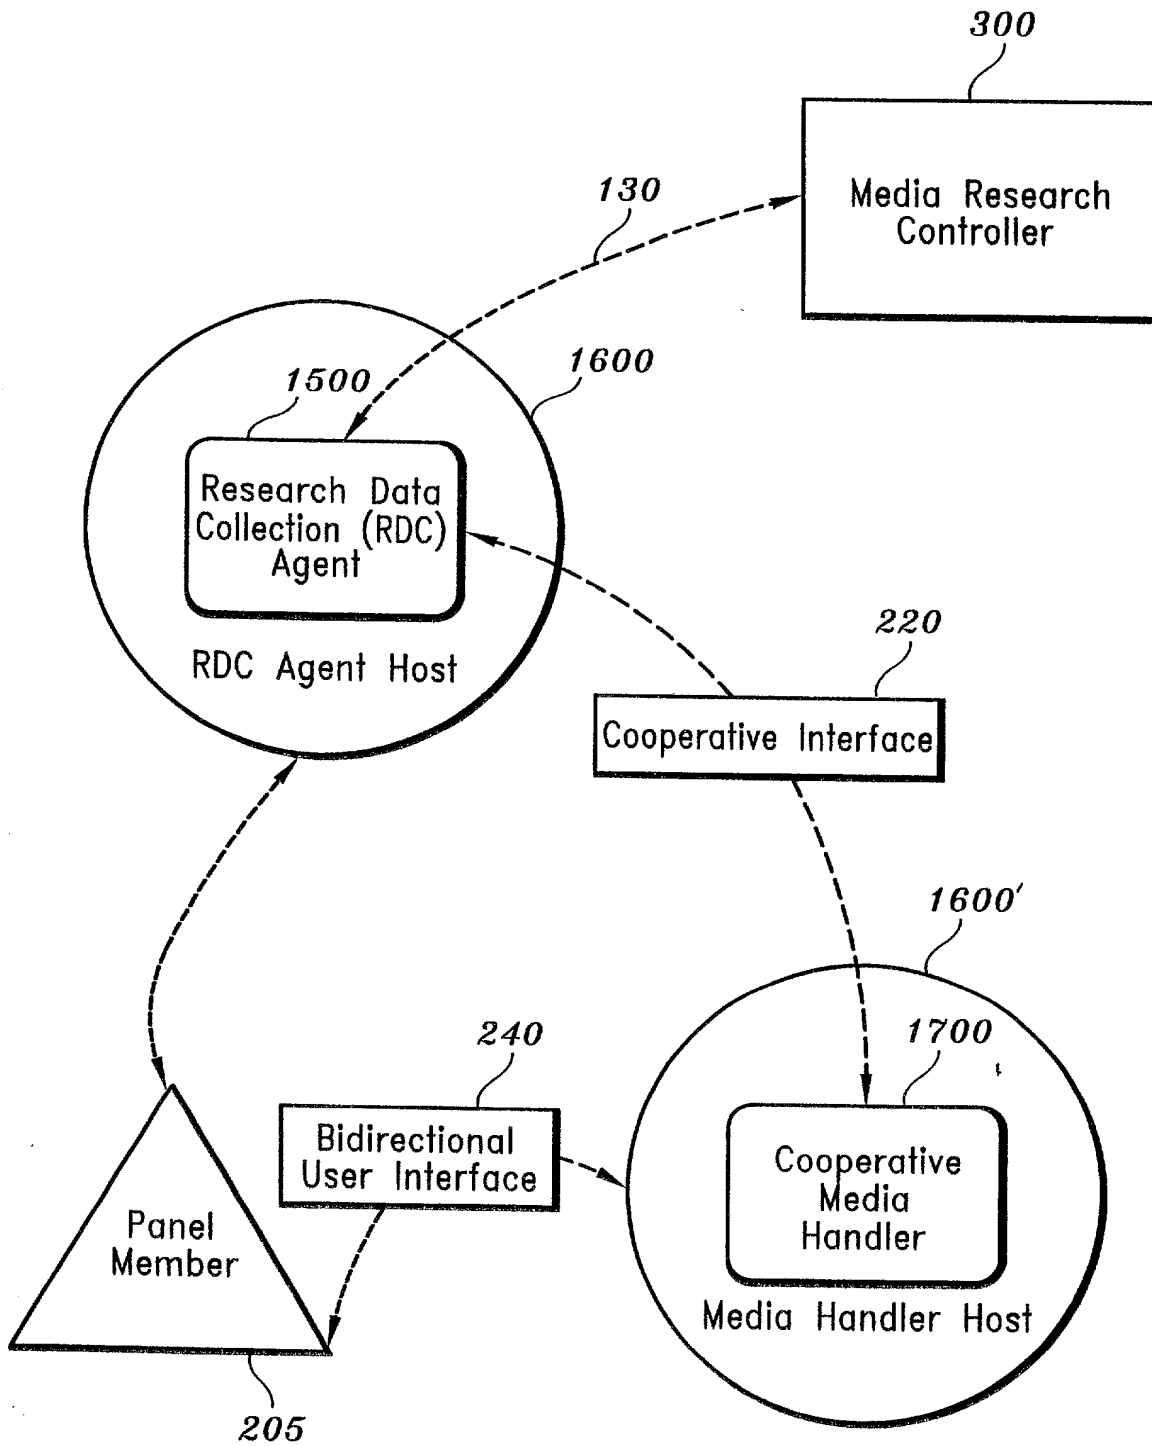 300
Media Research
Controller
130
1600
1500
Research Data
Collection (RDC)
Agent
RDC Agent Host
220
Cooperative Interface
1600'
1700
Cooperative
Media
Handler
Media Handler Host
240
Bidirectional
User Interface
Panel
Member
205